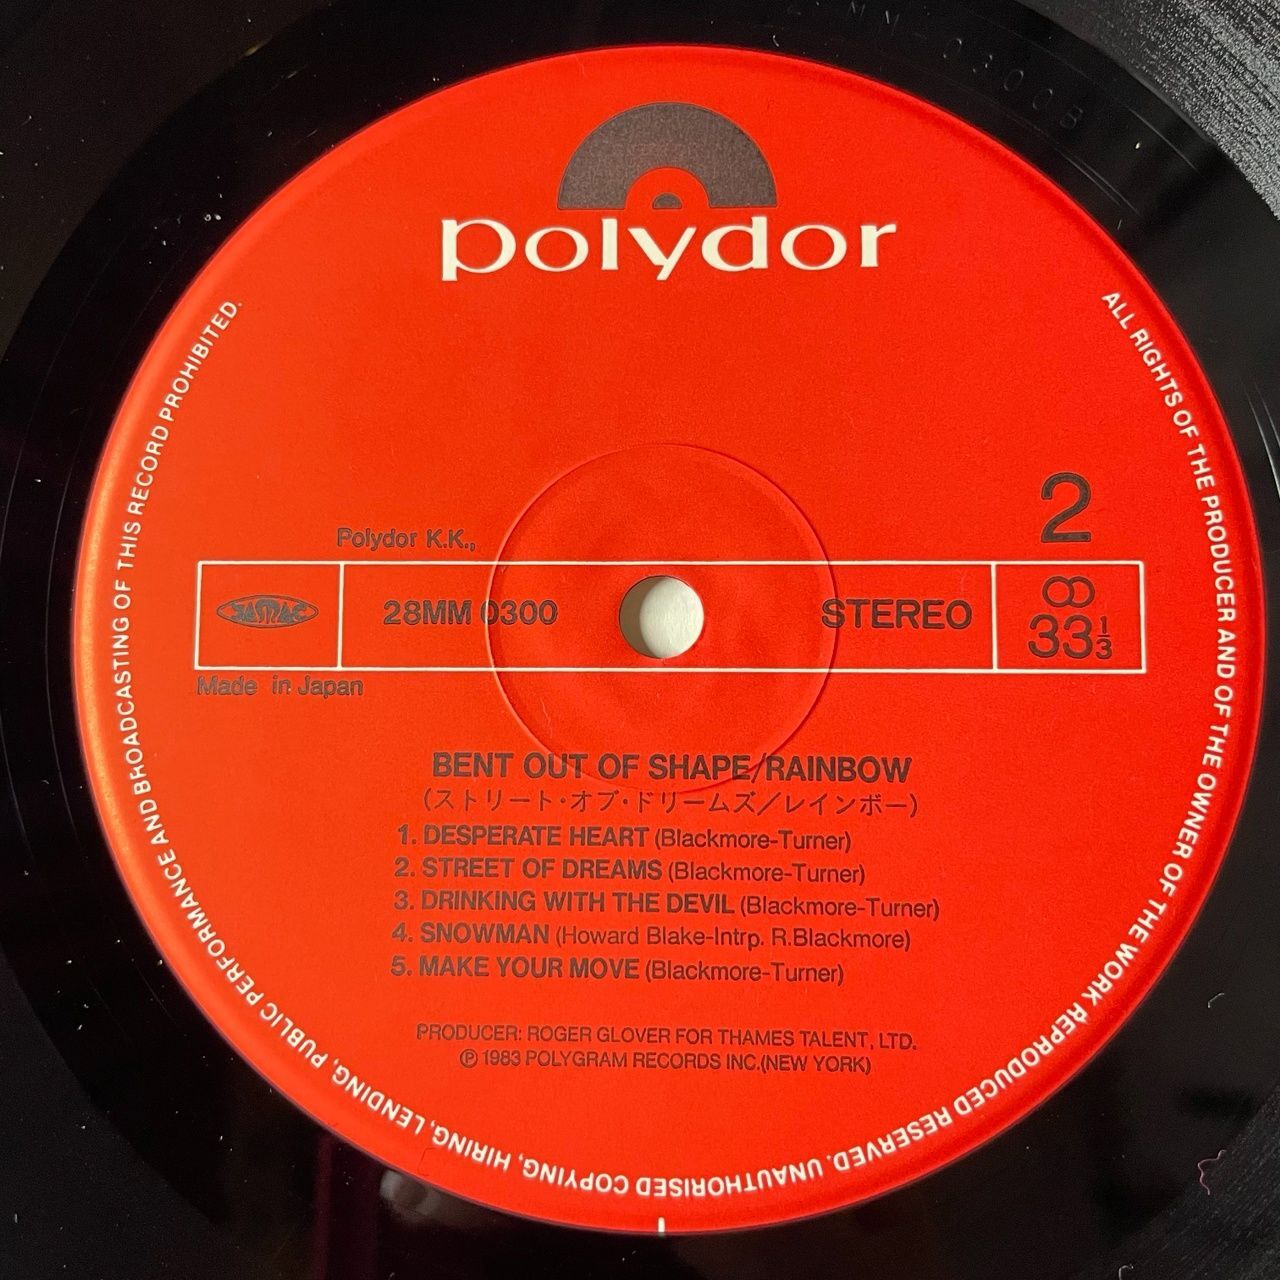 polydor
2
Polydor K.K.,
JASRAC
28MM 0300
STEREO
33 1/3
Made in Japan
BENT OUT OF SHAPE/RAINBOW
(ストリート・オブ・ドリームズ／レインボー)
1. DESPERATE HEART (Blackmore-Turner)
2. STREET OF DREAMS (Blackmore-Turner)
3. DRINKING WITH THE DEVIL (Blackmore-Turner)
4. SNOWMAN (Howard Blake-Intrp. R.Blackmore)
5. MAKE YOUR MOVE (Blackmore-Turner)
PRODUCER: ROGER GLOVER FOR THAMES TALENT, LTD.
℗ 1983 POLYGRAM RECORDS INC.(NEW YORK)
ALL RIGHTS OF THE PRODUCER AND OF THE OWNER OF THE WORK REPRODUCED RESERVED. UNAUTHORISED COPYING, HIRING, LENDING, PUBLIC PERFORMANCE AND BROADCASTING OF THIS RECORD PROHIBITED.